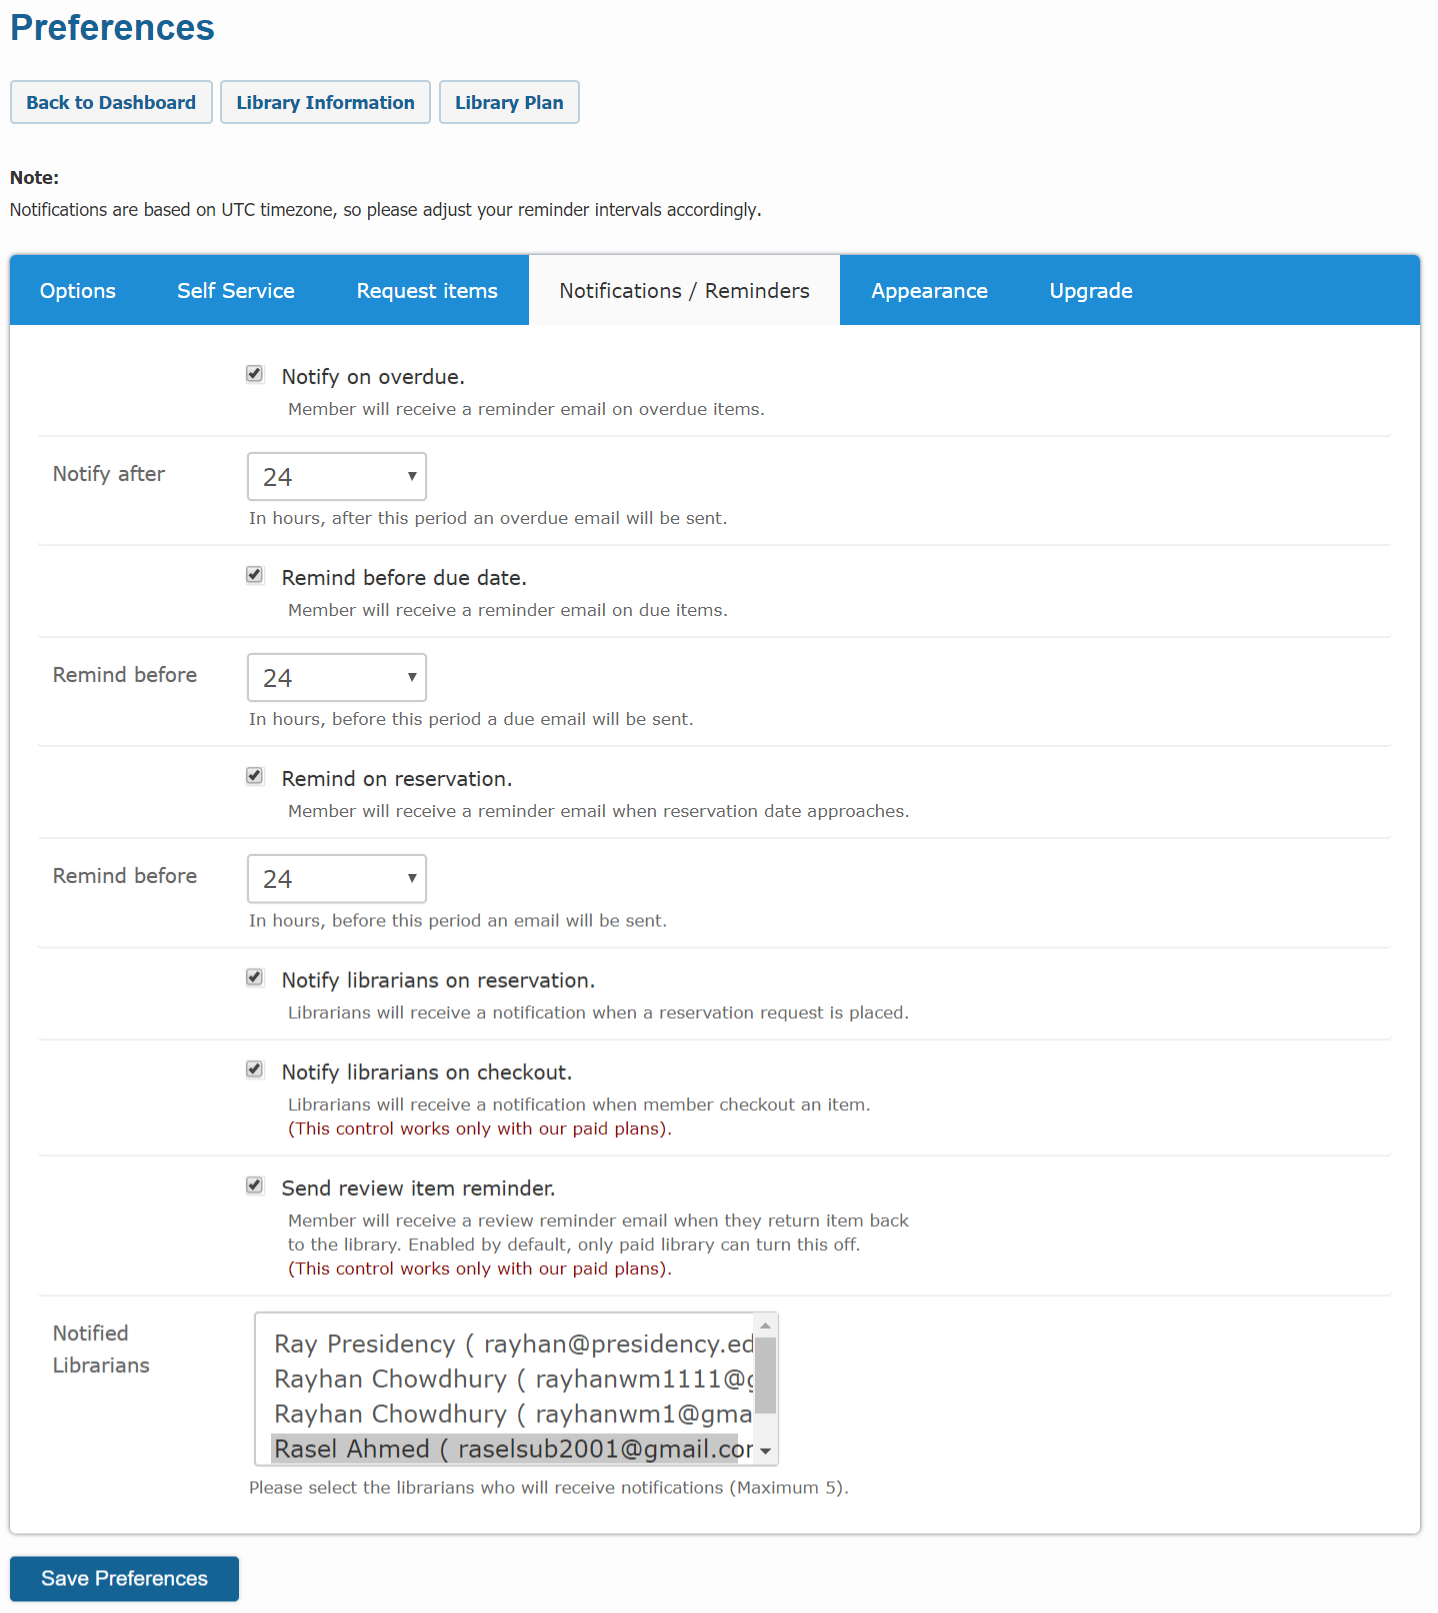 Preferences
Back to Dashboard Library Information Library Plan
Note:
Notifications are based on UTC timezone, so please adjust your reminder intervals accordingly.
Options Self Service Request items Notifications / Reminders Appearance Upgrade
Notify on overdue.
Member will receive a reminder email on overdue items.
Notify after 24
In hours, after this period an overdue email will be sent.
Remind before due date.
Member will receive a reminder email on due items.
Remind before 24
In hours, before this period a due email will be sent.
Remind on reservation.
Member will receive a reminder email when reservation date approaches.
Remind before 24
In hours, before this period an email will be sent.
Notify librarians on reservation.
Librarians will receive a notification when a reservation request is placed.
Notify librarians on checkout.
Librarians will receive a notification when member checkout an item.
(This control works only with our paid plans).
Send review item reminder.
Member will receive a review reminder email when they return item back
to the library. Enabled by default, only paid library can turn this off.
(This control works only with our paid plans).
Notified
Librarians
Ray Presidency ( rayhan@presidency.ed
Rayhan Chowdhury ( rayhanwm1111@g
Rayhan Chowdhury ( rayhanwm1@gma
Rasel Ahmed ( raselsub2001@gmail.cor
Please select the librarians who will receive notifications (Maximum 5).
Save Preferences